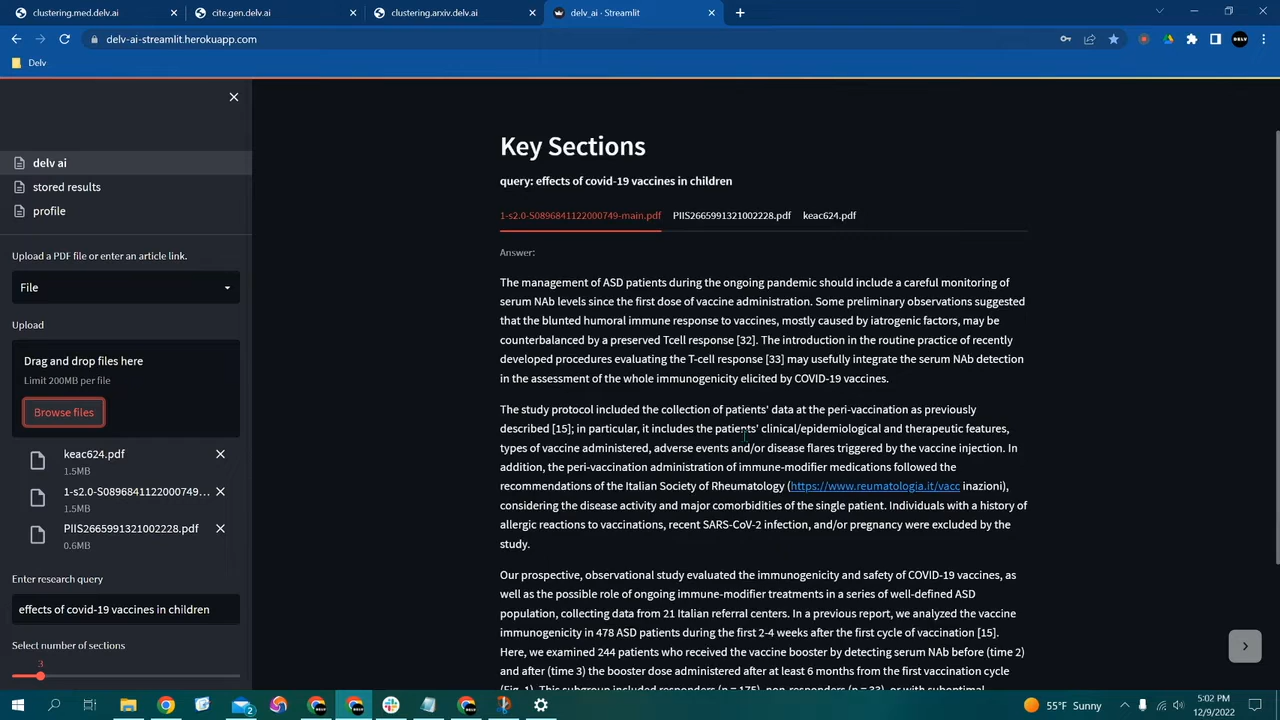 clustering.med.delv.ai
cite.gen.delv.ai
clustering.arxiv.delv.ai
delv_ai · Streamlit
delv-ai-streamlit.herokuapp.com
DELV
Delv
delv ai
stored results
profile
Upload a PDF file or enter an article link.
File
Upload
Drag and drop files here
Limit 200MB per file
Browse files
keac624.pdf
1.5MB
1-s2.0-S0896841122000749...
1.5MB
PIIS2665991321002228.pdf
0.6MB
Enter research query
effects of covid-19 vaccines in children
Select number of sections
3
Key Sections
query: effects of covid-19 vaccines in children
1-s2.0-S0896841122000749-main.pdf
PIIS2665991321002228.pdf
keac624.pdf
Answer:
The management of ASD patients during the ongoing pandemic should include a careful monitoring of
serum NAb levels since the first dose of vaccine administration. Some preliminary observations suggested
that the blunted humoral immune response to vaccines, mostly caused by iatrogenic factors, may be
counterbalanced by a preserved Tcell response [32). The introduction in the routine practice of recently
developed procedures evaluating the T-cell response [33) may usefully integrate the serum NAb detection
in the assessment of the whole immunogenicity elicited by COVID-19 vaccines.
The study protocol included the collection of patients' data at the peri-vaccination as previously
described [15]; in particular, it includes the patients' clinical/epidemiological and therapeutic features,
types of vaccine administered, adverse events and/or disease flares triggered by the vaccine injection. In
addition, the peri-vaccination administration of immune-modifier medications followed the
recommendations of the Italian Society of Rheumatology (https://www.reumatologia.it/vacc inazioni),
considering the disease activity and major comorbidities of the single patient. Individuals with a history of
allergic reactions to vaccinations, recent SARS-CoV-2 infection, and/or pregnancy were excluded by the
study.
Our prospective, observational study evaluated the immunogenicity and safety of COVID-19 vaccines, as
well as the possible role of ongoing immune-modifier treatments in a series of well-defined ASD
population, collecting data from 21 Italian referral centers. In a previous report, we analyzed the vaccine
immunogenicity in 478 ASD patients during the first 2-4 weeks after the first cycle of vaccination [15].
Here, we examined 244 patients who received the vaccine booster by detecting serum NAb before (time 2)
and after (time 3) the booster dose administered after at least 6 months from the first vaccination cycle
(Fig. 1). This subgroup included responders (n = 175), non-responders (n = 33), or with suboptimal
2
55°F Sunny
5:02 PM
12/9/2022